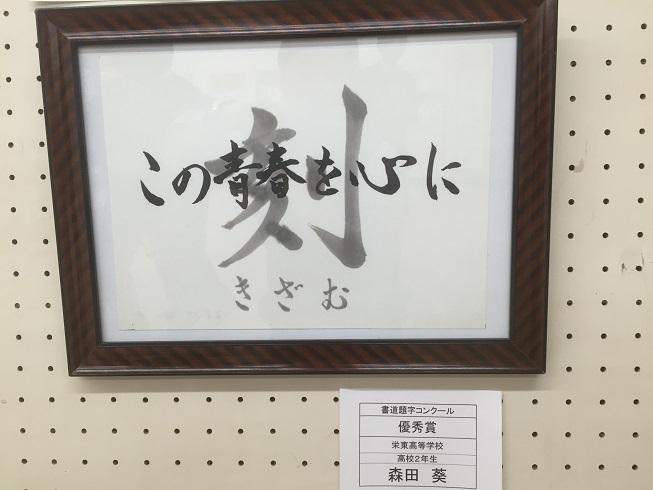 刻
この青春を心に
きざむ
書道題字コンクール
優秀賞
栄東高等学校
高校2年生
森田 葵